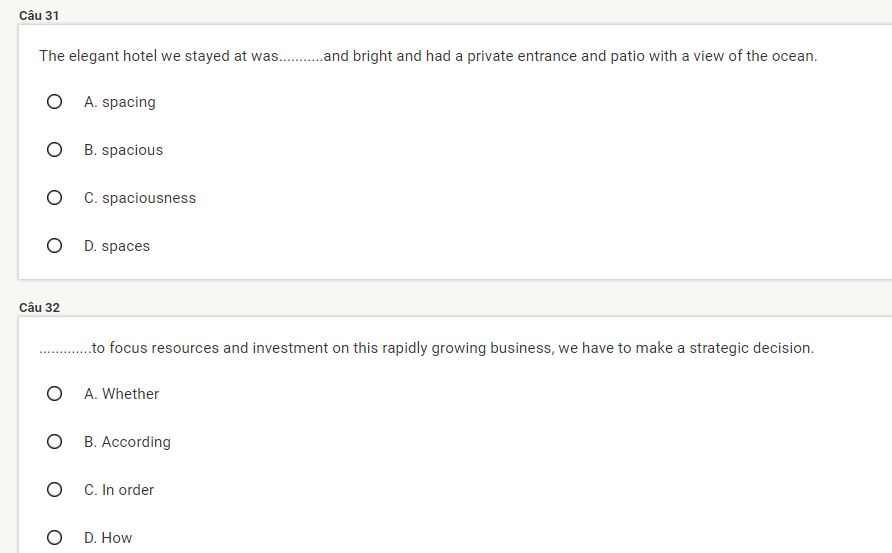 Câu 31
The elegant hotel we stayed at was...........and bright and had a private entrance and patio with a view of the ocean.
A. spacing
B. spacious
C. spaciousness
D. spaces
Câu 32
.............to focus resources and investment on this rapidly growing business, we have to make a strategic decision.
A. Whether
B. According
C. In order
D. How